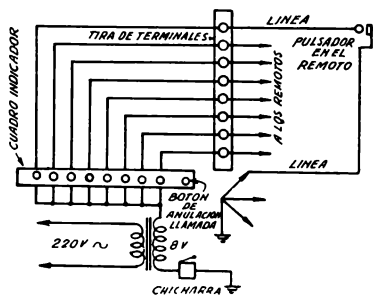 LINEA
TIRA DE TERMINALES
PULSADOR
EN EL
REMOTO
A LOS REMOTOS
CUADRO INDICADOR
LINEA
BOTON
DE
ANULACION
LLAMADA
220V ~
8V
CHICHARRA